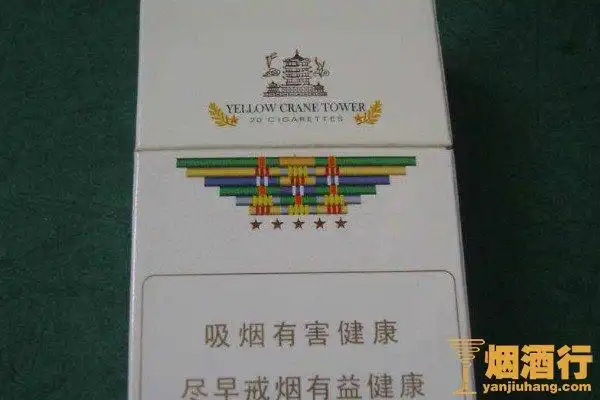 YELLOW CRANE TOWER
20 CIGARETTES
吸烟有害健康
尽早戒烟有益健康
烟酒行
yanjiuhang.com